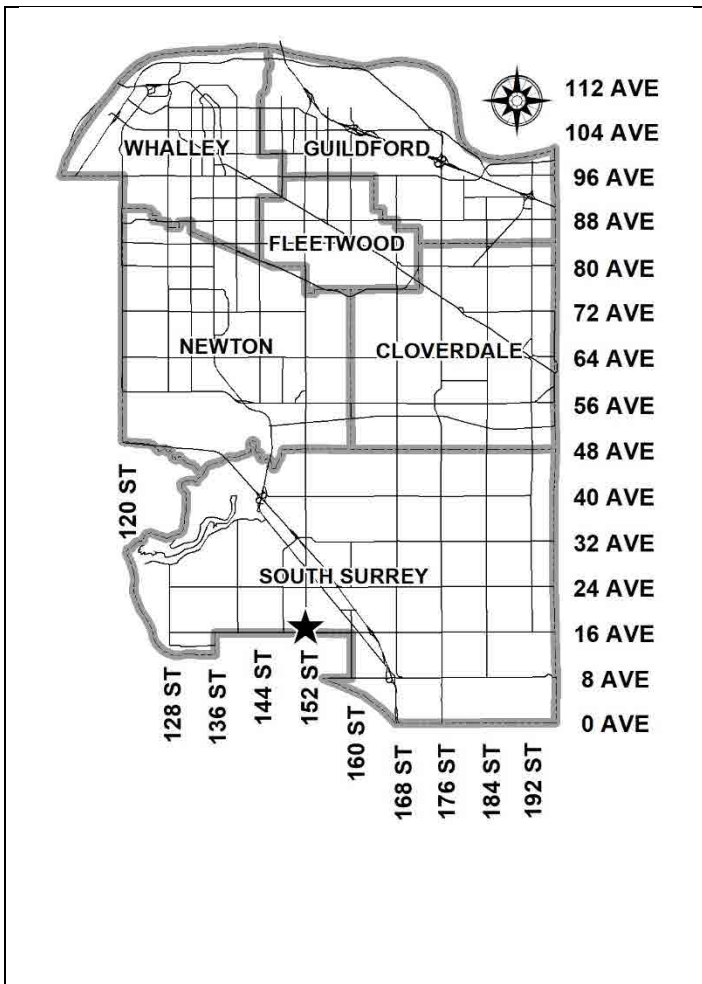 112 AVE
104 AVE
WHALLEY
GUILDFORD
96 AVE
88 AVE
FLEETWOOD
80 AVE
72 AVE
NEWTON
CLOVERDALE
64 AVE
56 AVE
48 AVE
120 ST
40 AVE
32 AVE
SOUTH SURREY
24 AVE
16 AVE
128 ST
136 ST
144 ST
152 ST
160 ST
168 ST
176 ST
184 ST
192 ST
8 AVE
0 AVE